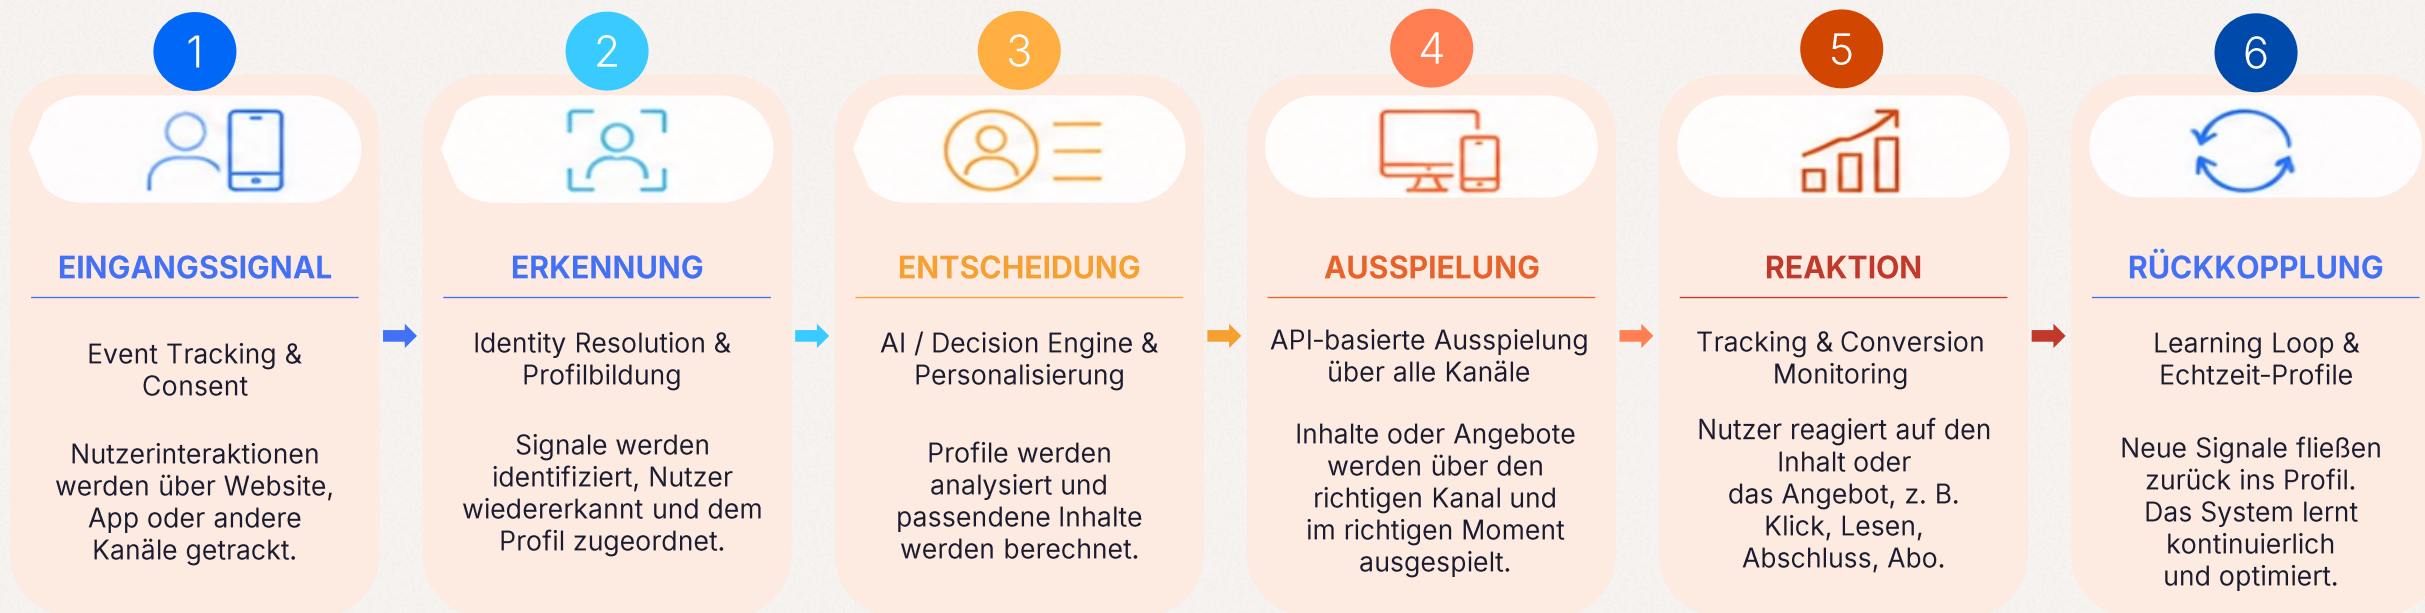 1
EINGANGSSIGNAL
Event Tracking &
Consent
Nutzerinteraktionen
werden über Website,
App oder andere
Kanäle getrackt.
2
ERKENNUNG
Identity Resolution &
Profilbildung
Signale werden
identifiziert, Nutzer
wiedererkannt und dem
Profil zugeordnet.
3
ENTSCHEIDUNG
AI / Decision Engine &
Personalisierung
Profile werden
analysiert und
passendene Inhalte
werden berechnet.
4
AUSSPIELUNG
API-basierte Ausspielung
über alle Kanäle
Inhalte oder Angebote
werden über den
richtigen Kanal und
im richtigen Moment
ausgespielt.
5
REAKTION
Tracking & Conversion
Monitoring
Nutzer reagiert auf den
Inhalt oder
das Angebot, z. B.
Klick, Lesen,
Abschluss, Abo.
6
RÜCKKOPPLUNG
Learning Loop &
Echtzeit-Profile
Neue Signale fließen
zurück ins Profil.
Das System lernt
kontinuierlich
und optimiert.